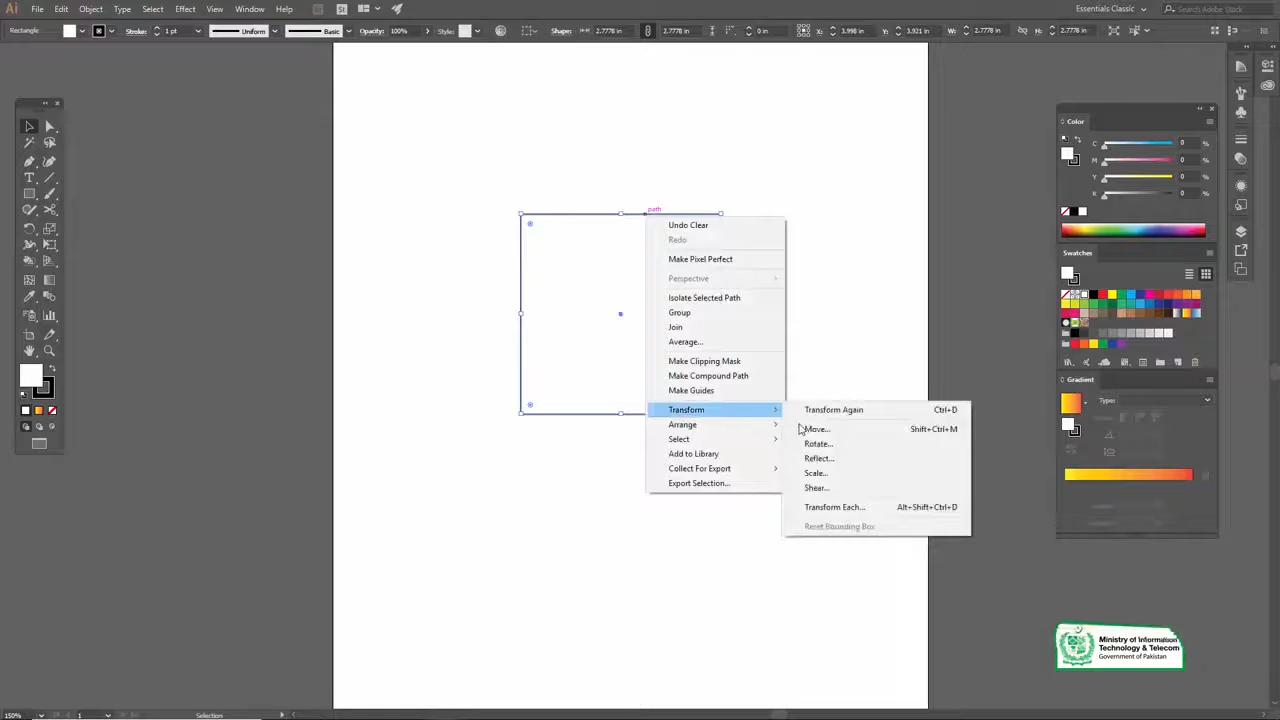 Ai File Edit Object Type Select Effect View Window Help Br St Essentials Classic Search Adobe Stock
Rectangle Stroke: 1 pt Uniform Basic Opacity: 100% Style: Shape: 2.7778 in 2.7778 in 0 in X: 3.998 in Y: 3.921 in W: 2.7778 in H: 2.7778 in
path
Undo Clear
Redo
Make Pixel Perfect
Perspective
Isolate Selected Path
Group
Join
Average...
Make Clipping Mask
Make Compound Path
Make Guides
Transform
Arrange
Select
Add to Library
Collect For Export
Export Selection...
Transform Again Ctrl+D
Move... Shift+Ctrl+M
Rotate...
Reflect...
Scale...
Shear...
Transform Each... Alt+Shift+Ctrl+D
Reset Bounding Box
Color
C 0 %
M 0 %
Y 0 %
K 0 %
Swatches
Gradient
Type:
Ministry of Information
Technology & Telecom
Government of Pakistan
150% 1 Selection